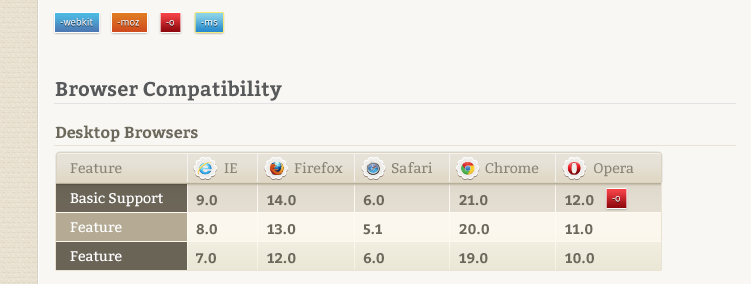 -webkit -moz -o -ms
Browser Compatibility
Desktop Browsers
Feature IE Firefox Safari Chrome Opera
Basic Support 9.0 14.0 6.0 21.0 12.0 -o
Feature 8.0 13.0 5.1 20.0 11.0
Feature 7.0 12.0 6.0 19.0 10.0